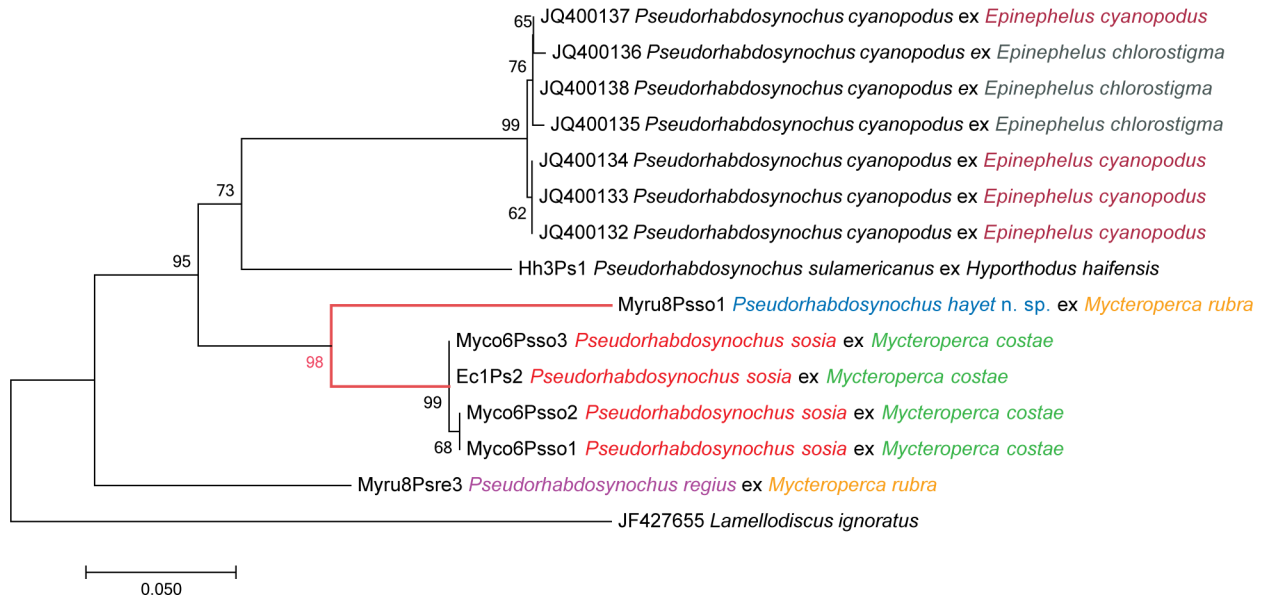 65 JQ400137 Pseudorhabdosynochus cyanopodus ex Epinephelus cyanopodus
JQ400136 Pseudorhabdosynochus cyanopodus ex Epinephelus chlorostigma
76
JQ400138 Pseudorhabdosynochus cyanopodus ex Epinephelus chlorostigma
99 JQ400135 Pseudorhabdosynochus cyanopodus ex Epinephelus chlorostigma
JQ400134 Pseudorhabdosynochus cyanopodus ex Epinephelus cyanopodus
73
JQ400133 Pseudorhabdosynochus cyanopodus ex Epinephelus cyanopodus
62
JQ400132 Pseudorhabdosynochus cyanopodus ex Epinephelus cyanopodus
95
Hh3Ps1 Pseudorhabdosynochus sulamericanus ex Hyporthodus haifensis
Myru8Psso1 Pseudorhabdosynochus hayet n. sp. ex Mycteroperca rubra
Myco6Psso3 Pseudorhabdosynochus sosia ex Mycteroperca costae
98
Ec1Ps2 Pseudorhabdosynochus sosia ex Mycteroperca costae
99
Myco6Psso2 Pseudorhabdosynochus sosia ex Mycteroperca costae
68 Myco6Psso1 Pseudorhabdosynochus sosia ex Mycteroperca costae
Myru8Psre3 Pseudorhabdosynochus regius ex Mycteroperca rubra
JF427655 Lamellodiscus ignoratus
0.050